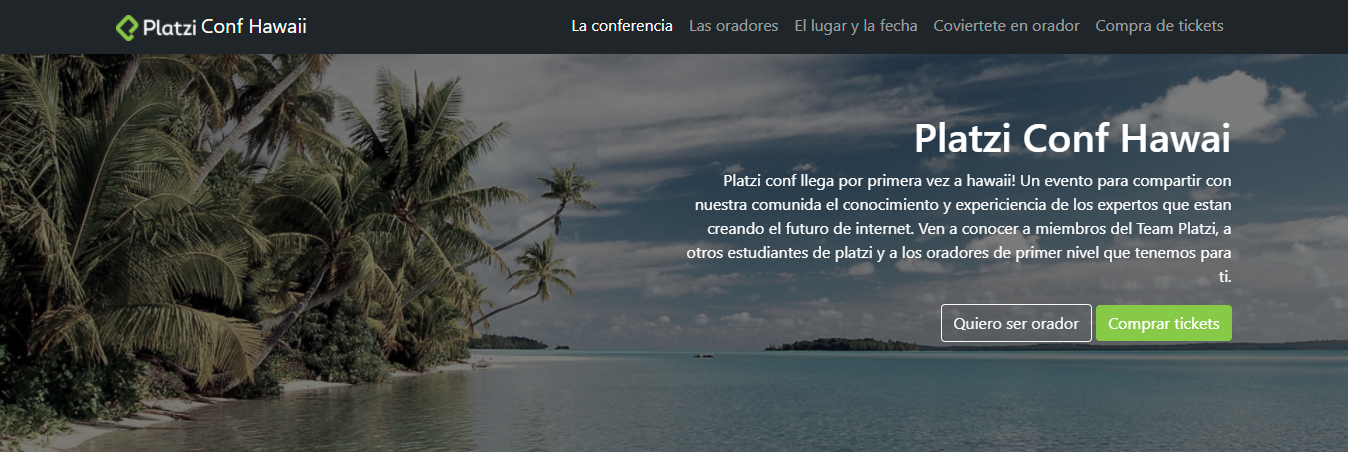 Platzi Conf Hawaii
La conferencia Las oradores El lugar y la fecha Coviertete en orador Compra de tickets
Platzi Conf Hawai
Platzi conf llega por primera vez a hawaii! Un evento para compartir con
nuestra comunida el conocimiento y expericiencia de los expertos que estan
creando el futuro de internet. Ven a conocer a miembros del Team Platzi, a
otros estudiantes de platzi y a los oradores de primer nivel que tenemos para
ti.
Quiero ser orador Comprar tickets